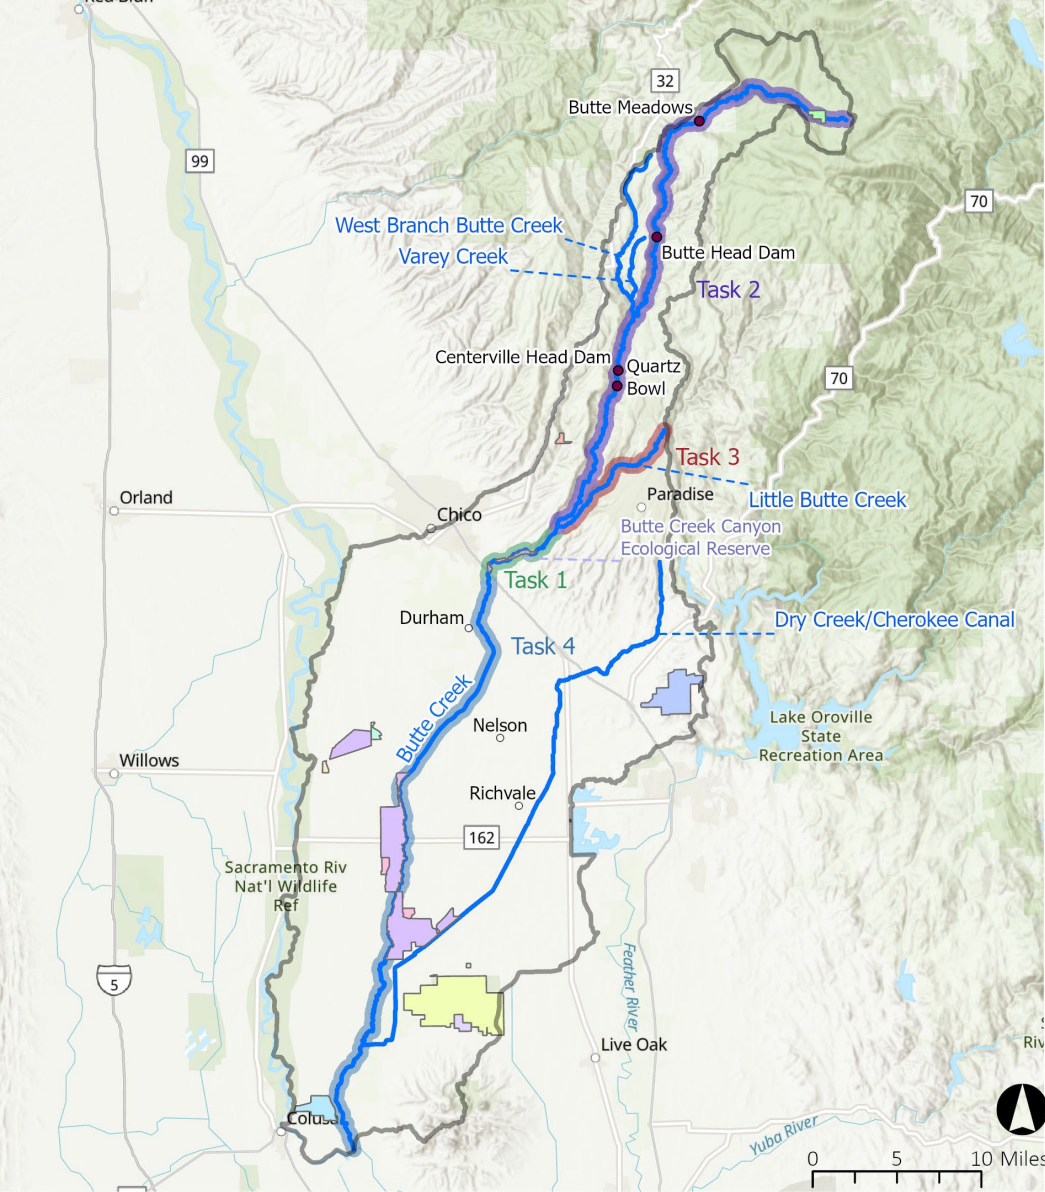 Red Bluff
32
Butte Meadows
99
70
West Branch Butte Creek
Varey Creek
Butte Head Dam
Task 2
Centerville Head Dam
Quartz
Bowl
70
Task 3
Orland
Paradise
Little Butte Creek
Chico
Butte Creek Canyon
Ecological Reserve
Task 1
Durham
Dry Creek/Cherokee Canal
Task 4
Butte Creek
Nelson
Lake Oroville
State
Recreation Area
Willows
Richvale
162
Sacramento Riv
Nat'l Wildlife
Ref
Feather River
5
Live Oak
Riv
Colusa
Yuba River
0 5 10 Miles